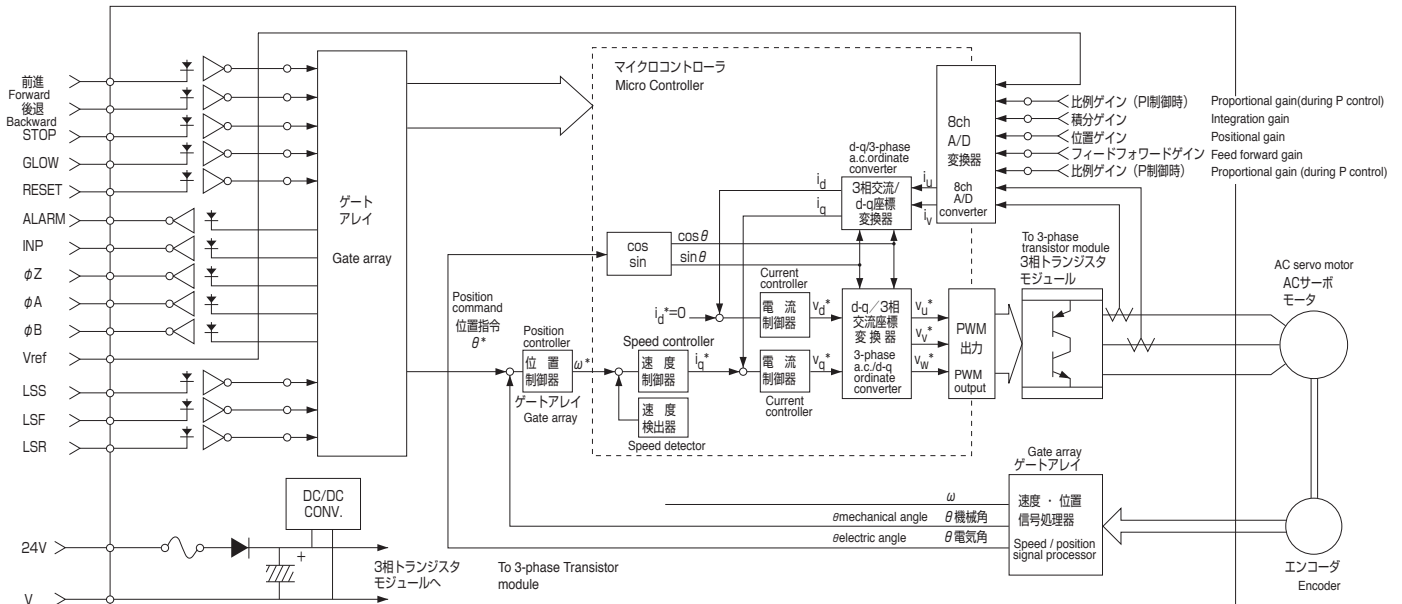 前進
Forward
後退
Backward
STOP
GLOW
RESET
ALARM
INP
φZ
φA
φB
Vref
LSS
LSF
LSR
24V
V
ゲート
アレイ
Gate array
DC/DC
CONV.
+
3相トランジスタ
モジュールへ
To 3-phase Transistor
module
マイクロコントローラ
Micro Controller
Position
command
位置指令
θ*
Position
controller
位 置
制御器
ゲートアレイ
Gate array
ω*
cos
sin
cosθ
sinθ
id*=0
Speed controller
速 度
制御器
iq*
速 度
検出器
Speed detector
Current
controller
電 流
制御器
vd*
電 流
制御器
vq*
Current
controller
d-q/3-phase
a.c.ordinate
converter
3相交流/
d-q座標
変換器
id
iq
iu
iv
d-q/3相
交流座標
変 換 器
3-phase
a.c./d-q
ordinate
converter
vu*
vv*
vw*
PWM
出力
PWM
output
8ch
A/D
変換器
8ch
A/D
converter
比例ゲイン(PI制御時) Proportional gain(during P control)
積分ゲイン Integration gain
位置ゲイン Positional gain
フィードフォワードゲイン Feed forward gain
比例ゲイン(P制御時) Proportional gain (during P control)
To 3-phase
transistor module
3相トランジスタ
モジュール
AC servo motor
ACサーボ
モータ
Gate array
ゲートアレイ
速度・位置
信号処理器
Speed / position
signal processor
ω
θmechanical angle θ機械角
θelectric angle θ電気角
エンコーダ
Encoder